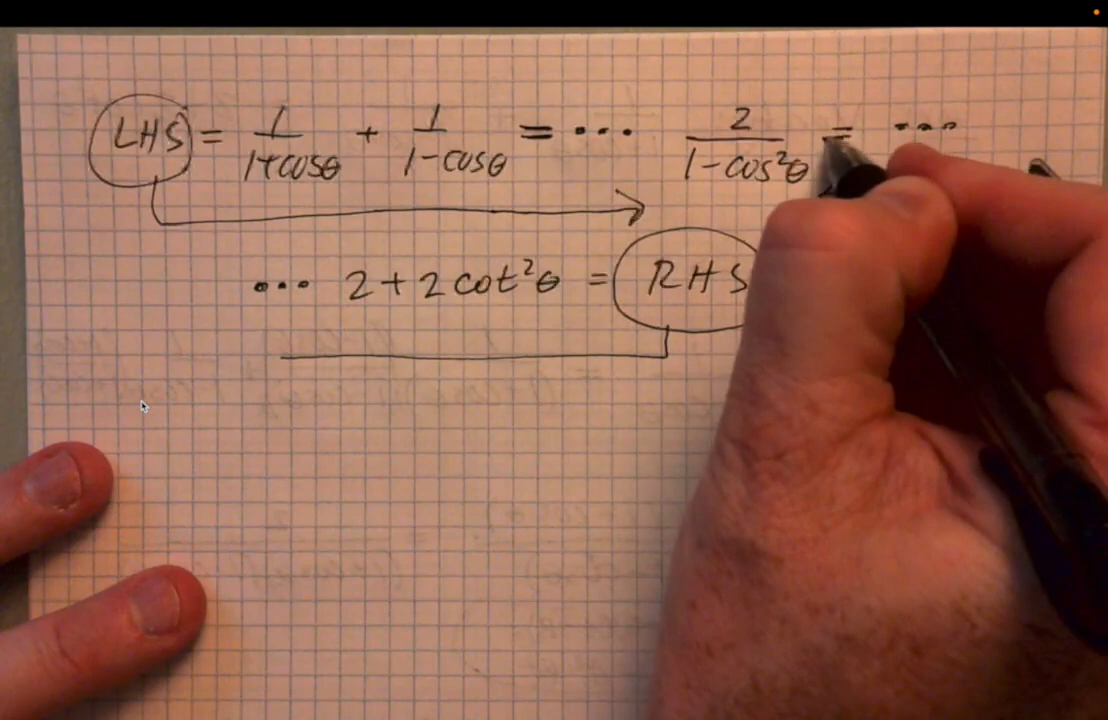 LHS = 1/(1+cosθ) + 1/(1-cosθ) = ... 2/(1-cos²θ) = ...
... 2+2cot²θ = RHS